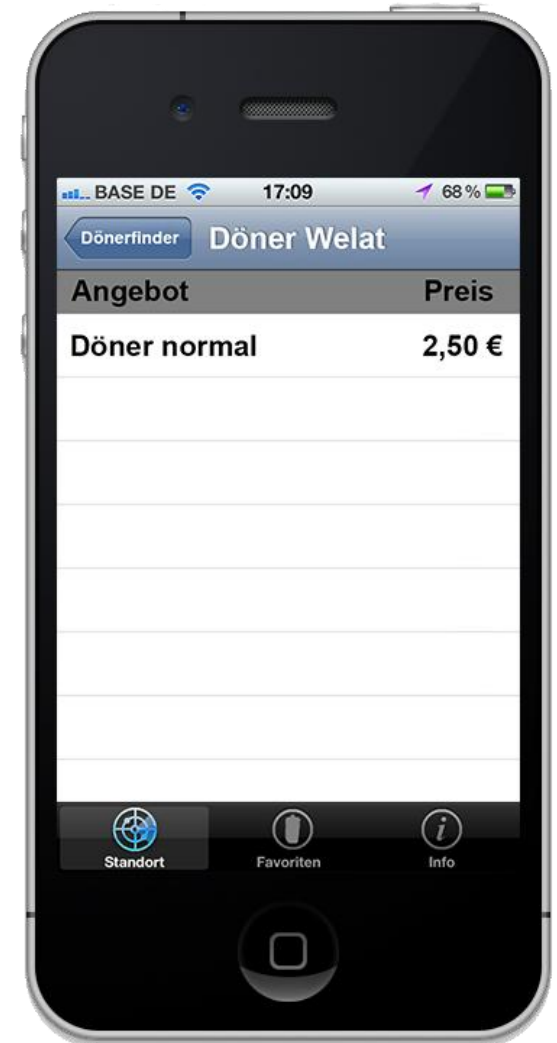 BASE DE 17:09 68 %
Dönerfinder Döner Welat
Angebot Preis
Döner normal 2,50 €
Standort Favoriten Info